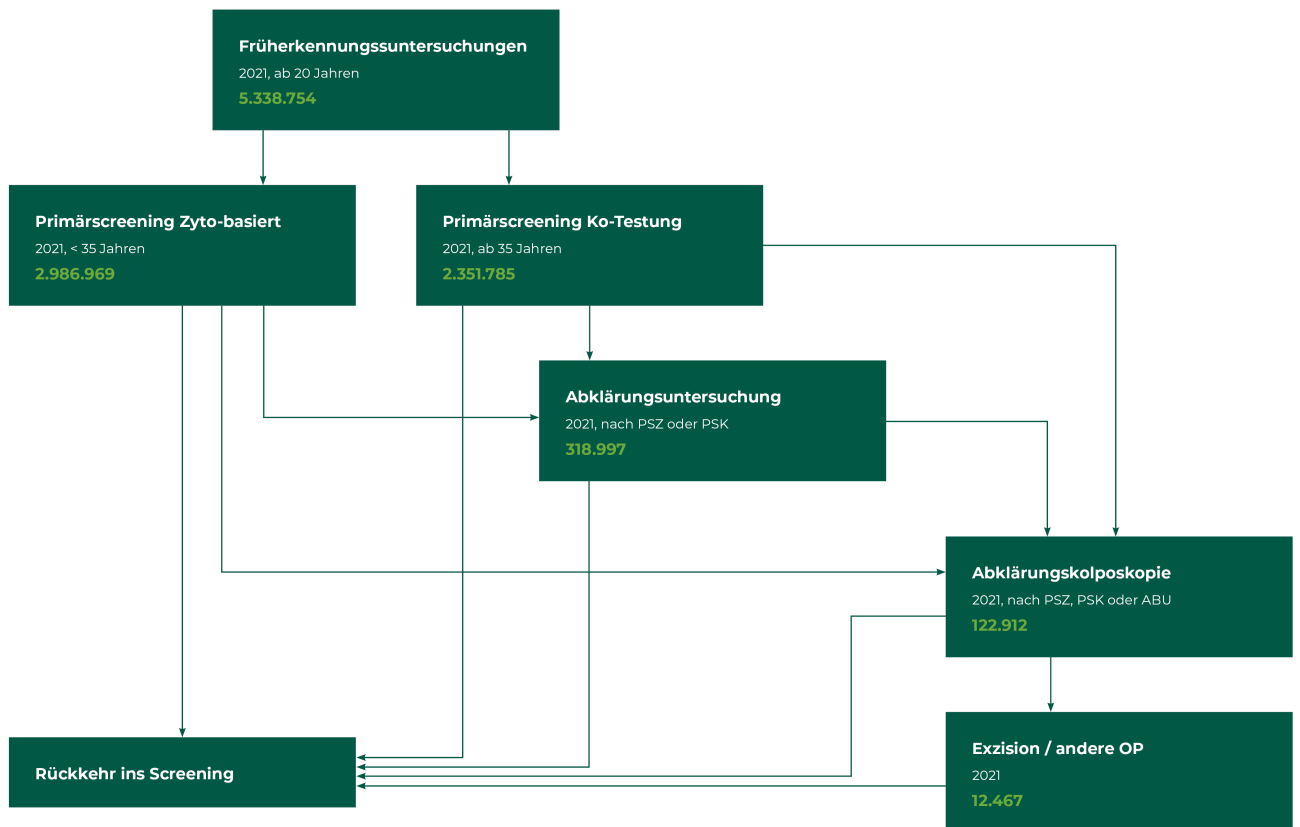 Früherkennungssuntersuchungen
2021, ab 20 Jahren
5.338.754
Primärscreening Zyto-basiert
2021, < 35 Jahren
2.986.969
Primärscreening Ko-Testung
2021, ab 35 Jahren
2.351.785
Abklärungsuntersuchung
2021, nach PSZ oder PSK
318.997
Abklärungskolposkopie
2021, nach PSZ, PSK oder ABU
122.912
Rückkehr ins Screening
Exzision / andere OP
2021
12.467